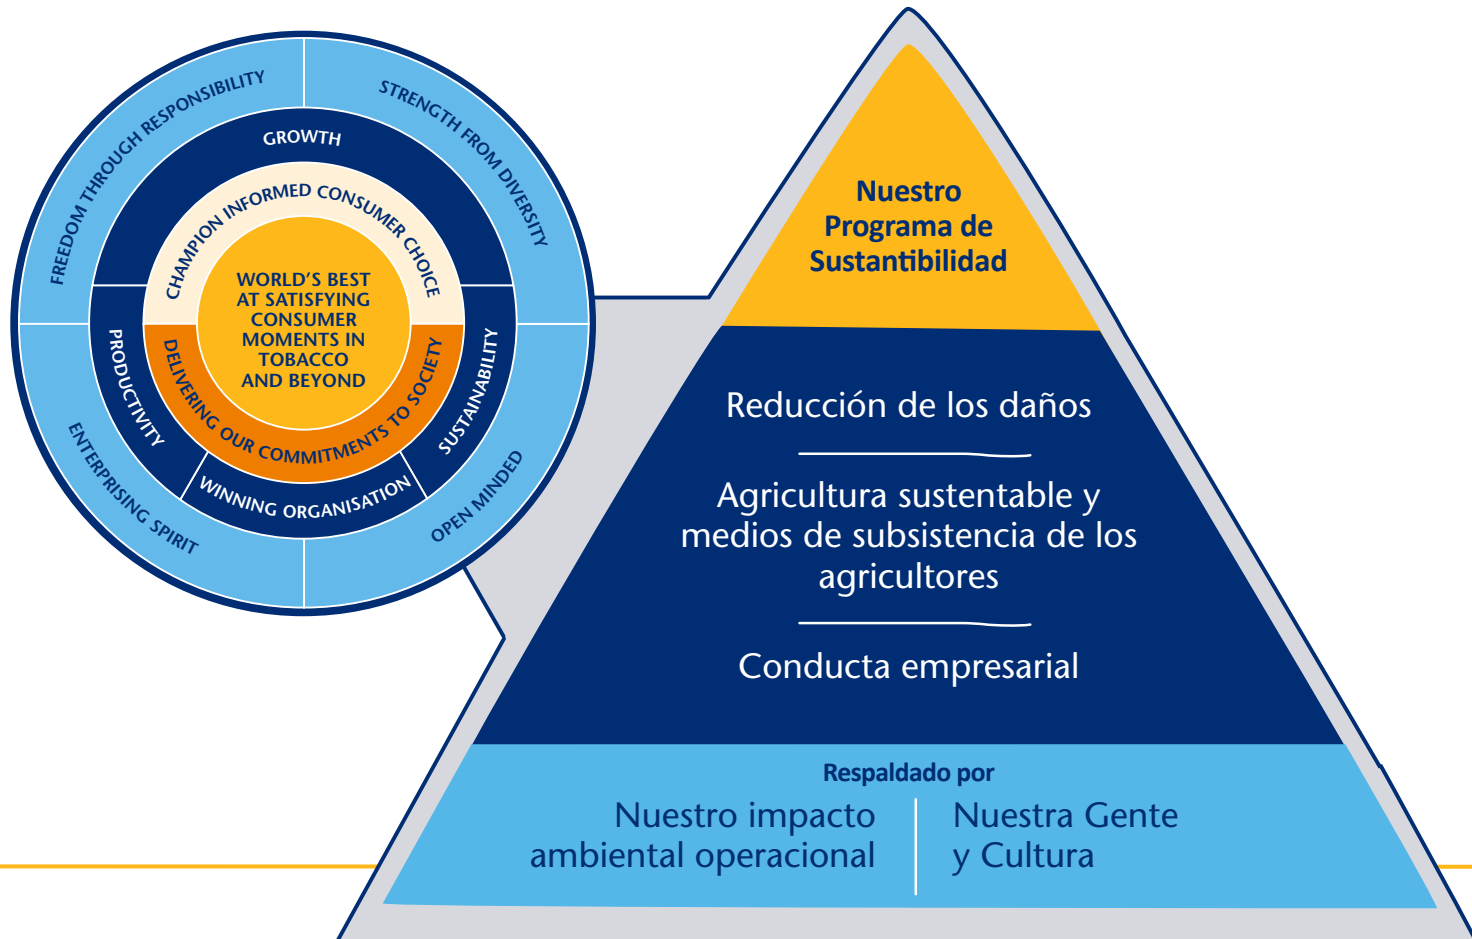 FREEDOM THROUGH RESPONSIBILITY
STRENGTH FROM DIVERSITY
ENTERPRISING SPIRIT
OPEN MINDED
GROWTH
PRODUCTIVITY
WINNING ORGANISATION
SUSTAINABILITY
CHAMPION INFORMED CONSUMER CHOICE
DELIVERING OUR COMMITMENTS TO SOCIETY
WORLD'S BEST
AT SATISFYING
CONSUMER
MOMENTS IN
TOBACCO
AND BEYOND
Nuestro
Programa de
Sustantibilidad
Reducción de los daños
Agricultura sustentable y
medios de subsistencia de los
agricultores
Conducta empresarial
Respaldado por
Nuestro impacto
ambiental operacional
Nuestra Gente
y Cultura